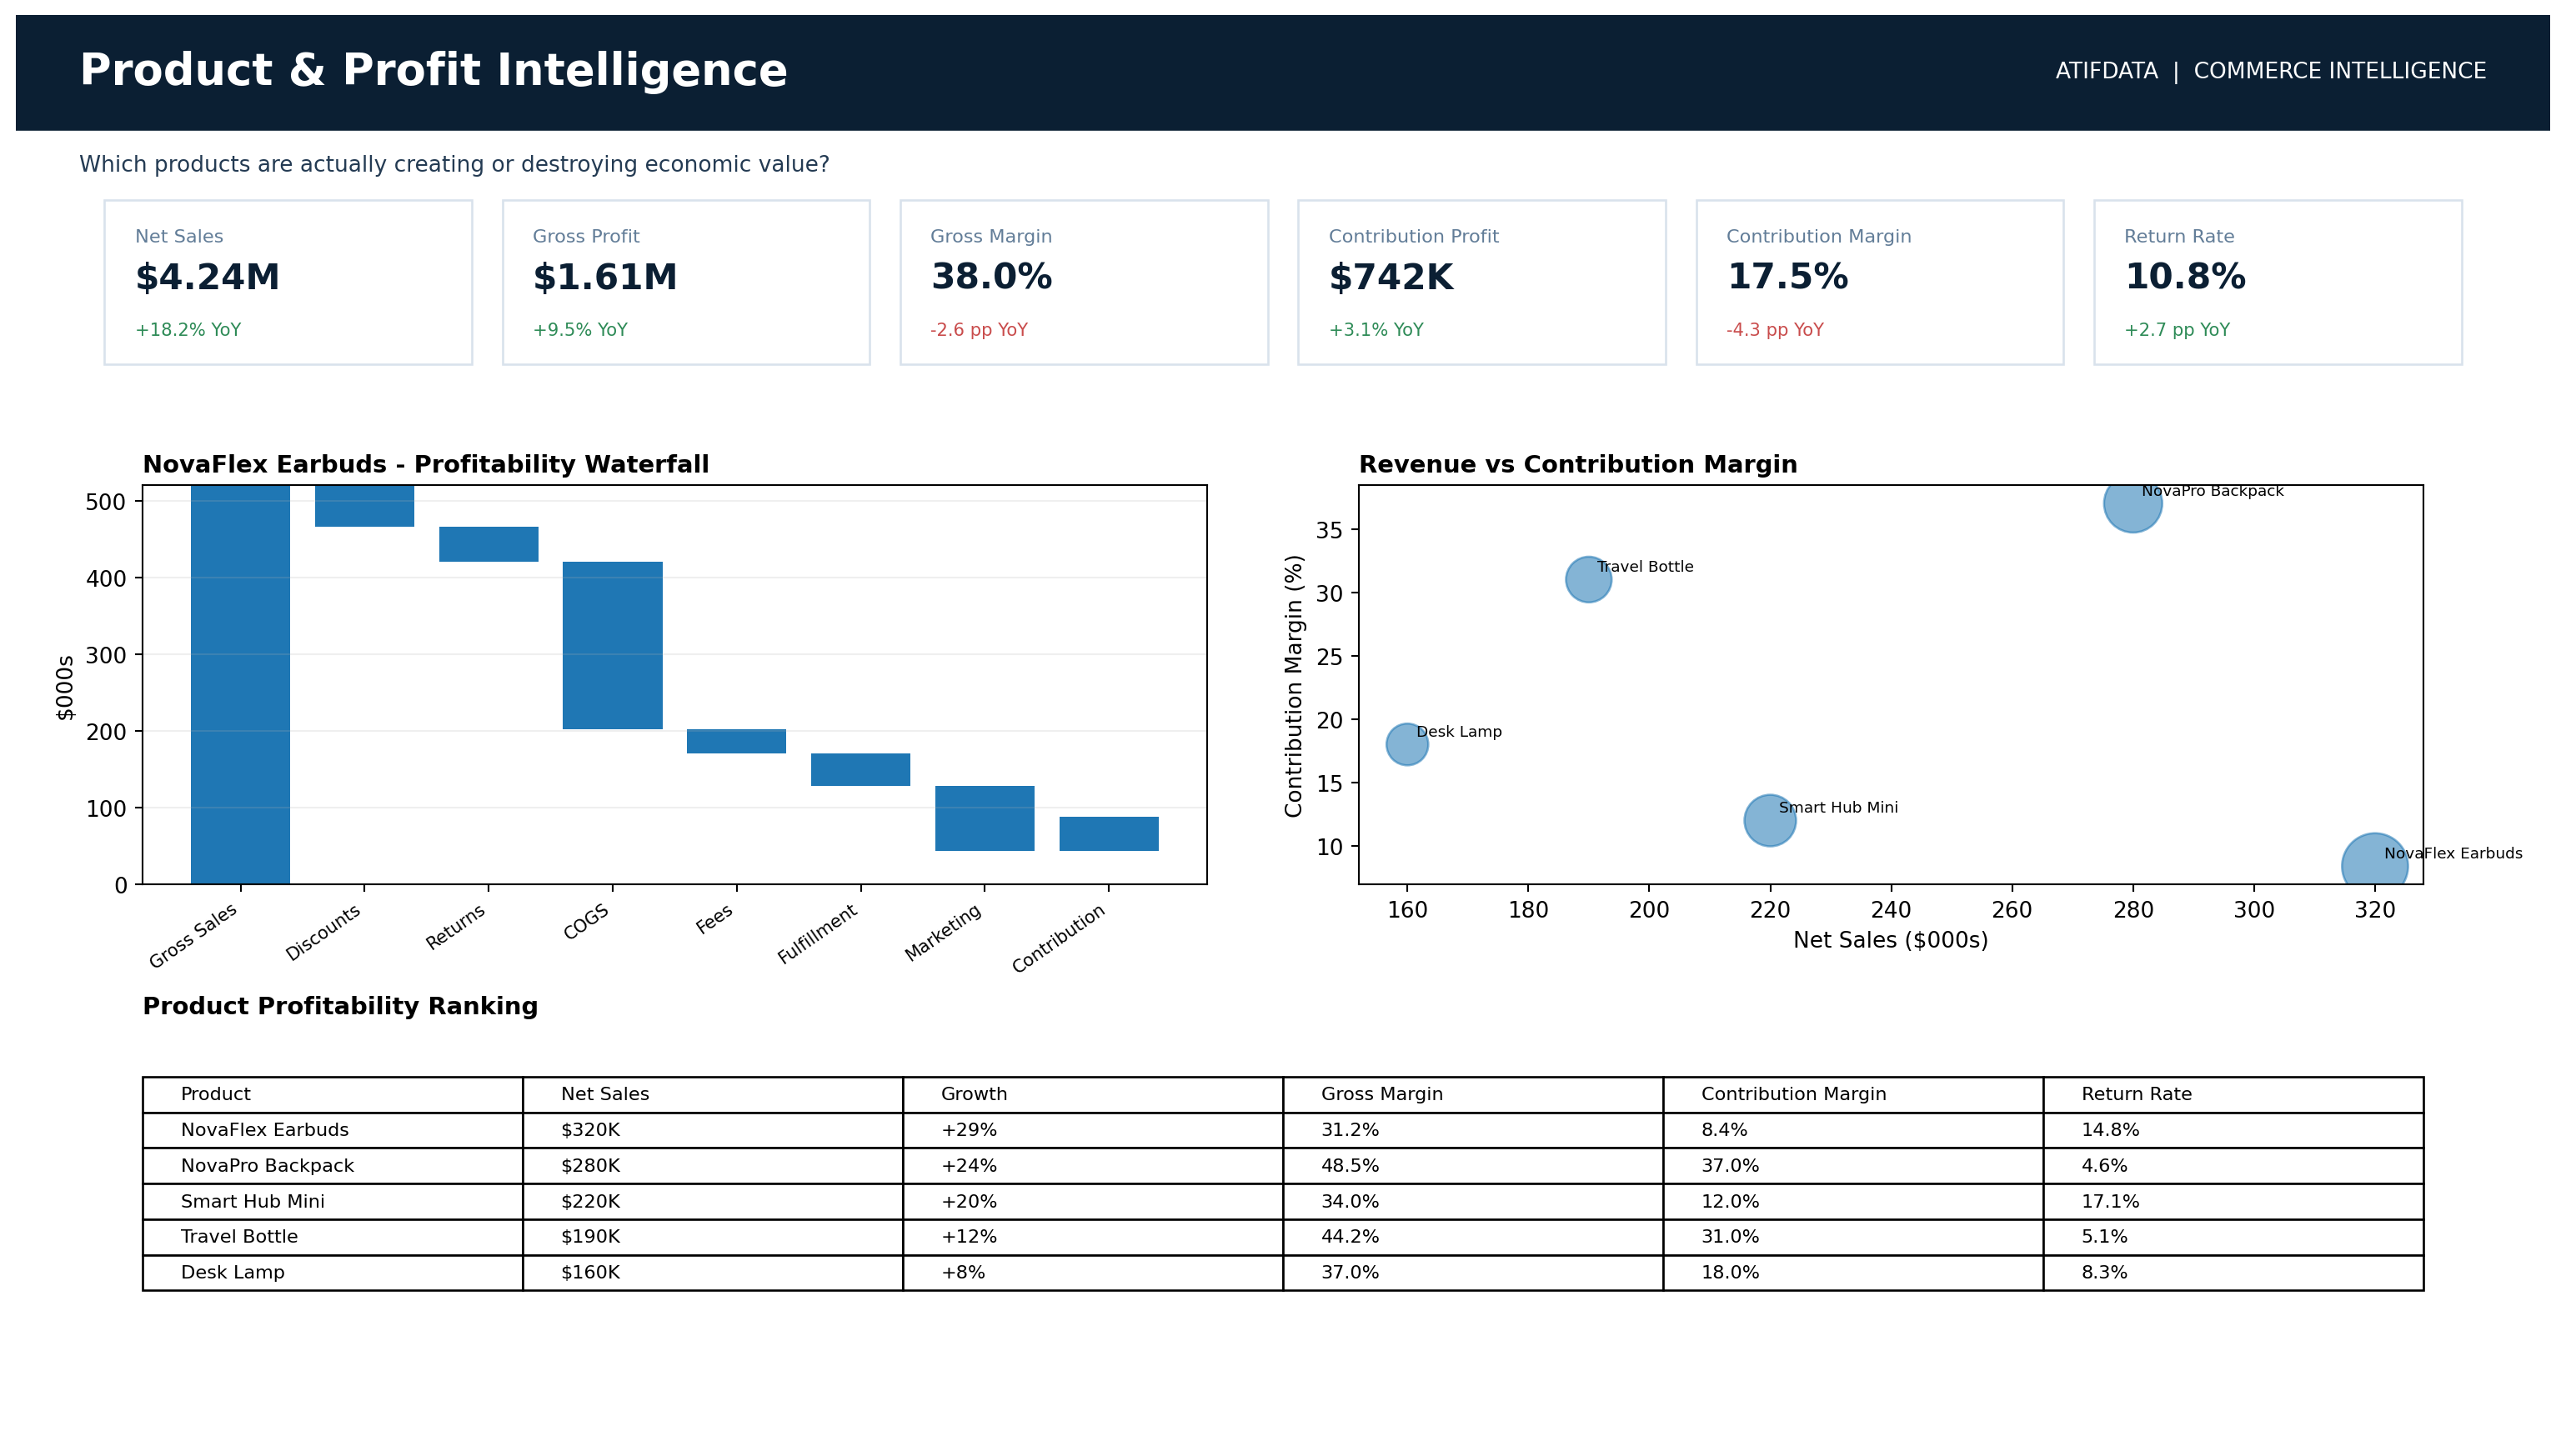 Product & Profit Intelligence
ATIFDATA | COMMERCE INTELLIGENCE
Which products are actually creating or destroying economic value?
Net Sales
$4.24M
+18.2% YoY
Gross Profit
$1.61M
+9.5% YoY
Gross Margin
38.0%
-2.6 pp YoY
Contribution Profit
$742K
+3.1% YoY
Contribution Margin
17.5%
-4.3 pp YoY
Return Rate
10.8%
+2.7 pp YoY
NovaFlex Earbuds - Profitability Waterfall
$000s
500
400
300
200
100
0
Gross Sales
Discounts
Returns
COGS
Fees
Fulfillment
Marketing
Contribution
Revenue vs Contribution Margin
Contribution Margin (%)
35
30
25
20
15
10
NovaPro Backpack
Travel Bottle
Desk Lamp
Smart Hub Mini
NovaFlex Earbuds
160 180 200 220 240 260 280 300 320
Net Sales ($000s)
Product Profitability Ranking
Product Net Sales Growth Gross Margin Contribution Margin Return Rate
NovaFlex Earbuds $320K +29% 31.2% 8.4% 14.8%
NovaPro Backpack $280K +24% 48.5% 37.0% 4.6%
Smart Hub Mini $220K +20% 34.0% 12.0% 17.1%
Travel Bottle $190K +12% 44.2% 31.0% 5.1%
Desk Lamp $160K +8% 37.0% 18.0% 8.3%